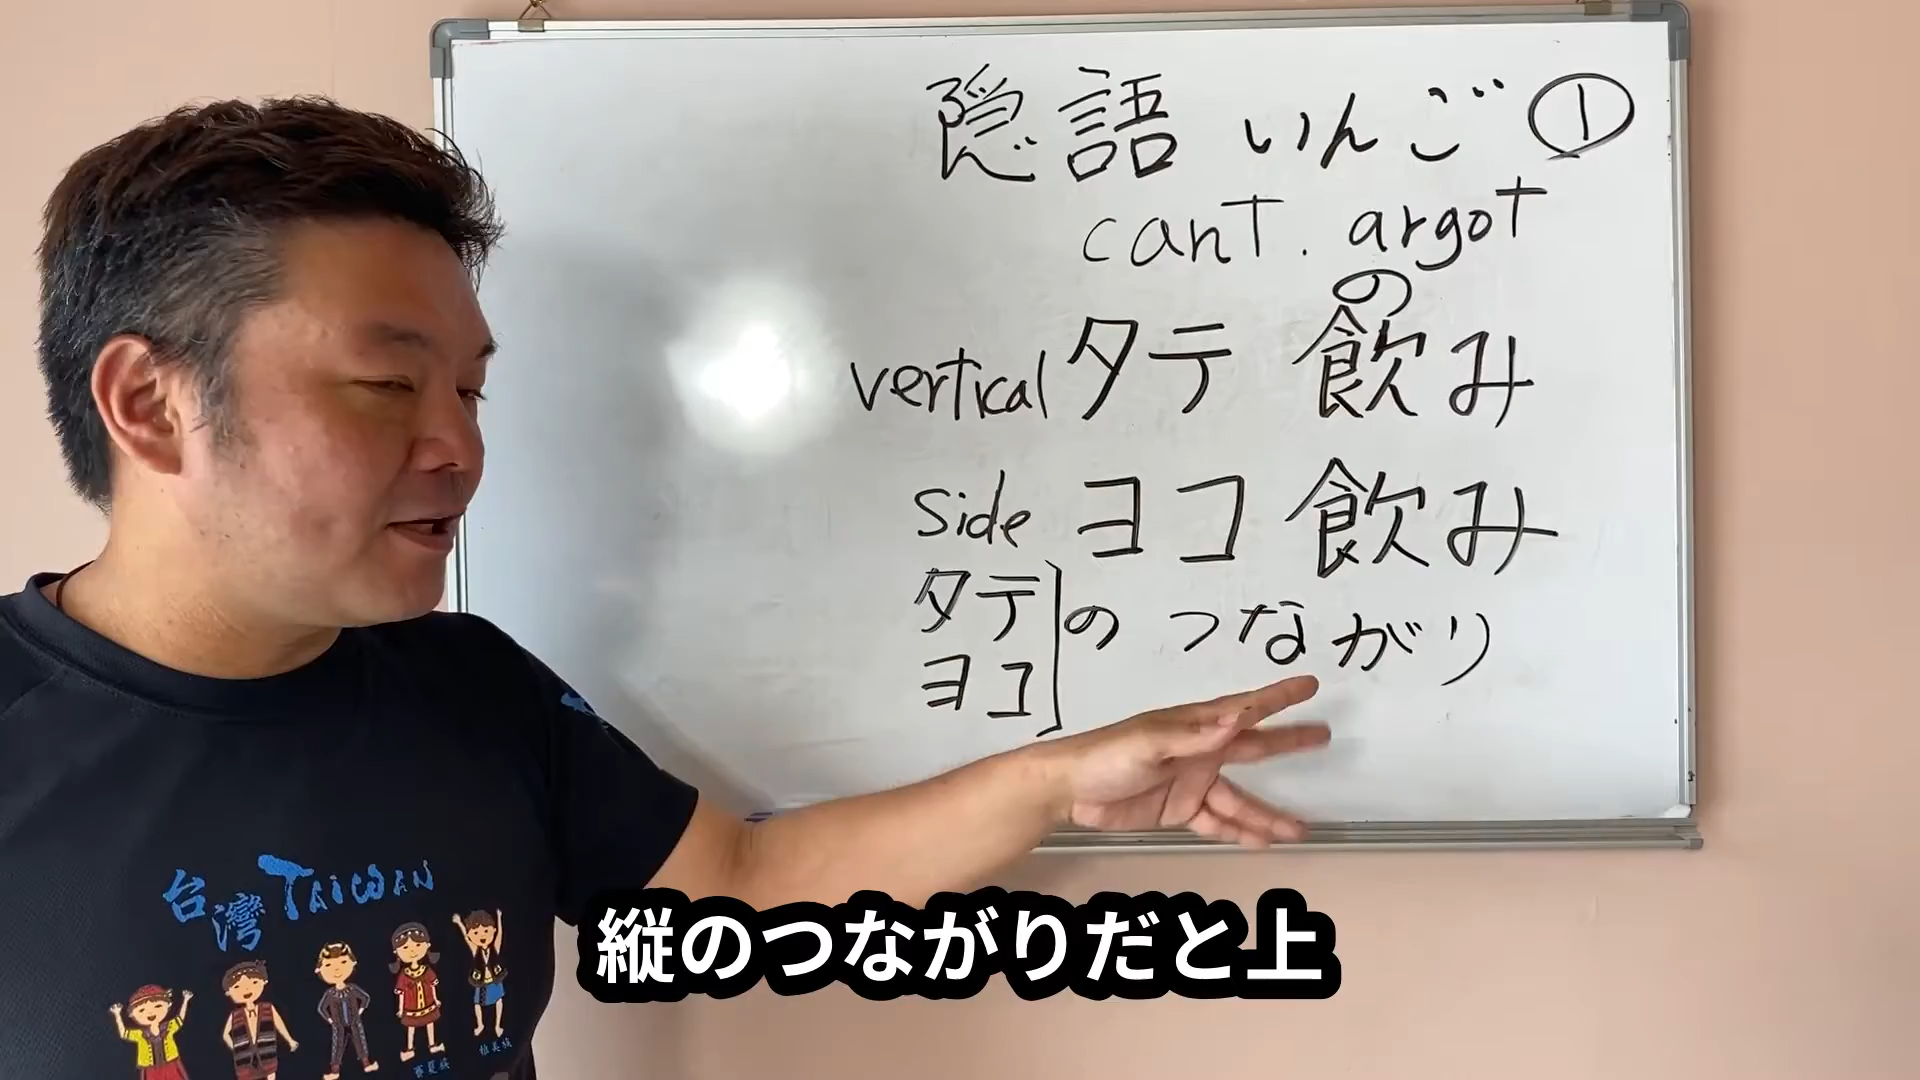 隠語 いんご ①
cant. argot
の
vertical タテ 飲み
side ヨコ 飲み
タテ
ヨコ
の つながり
台灣 TAIWAN
縦のつながりだと上